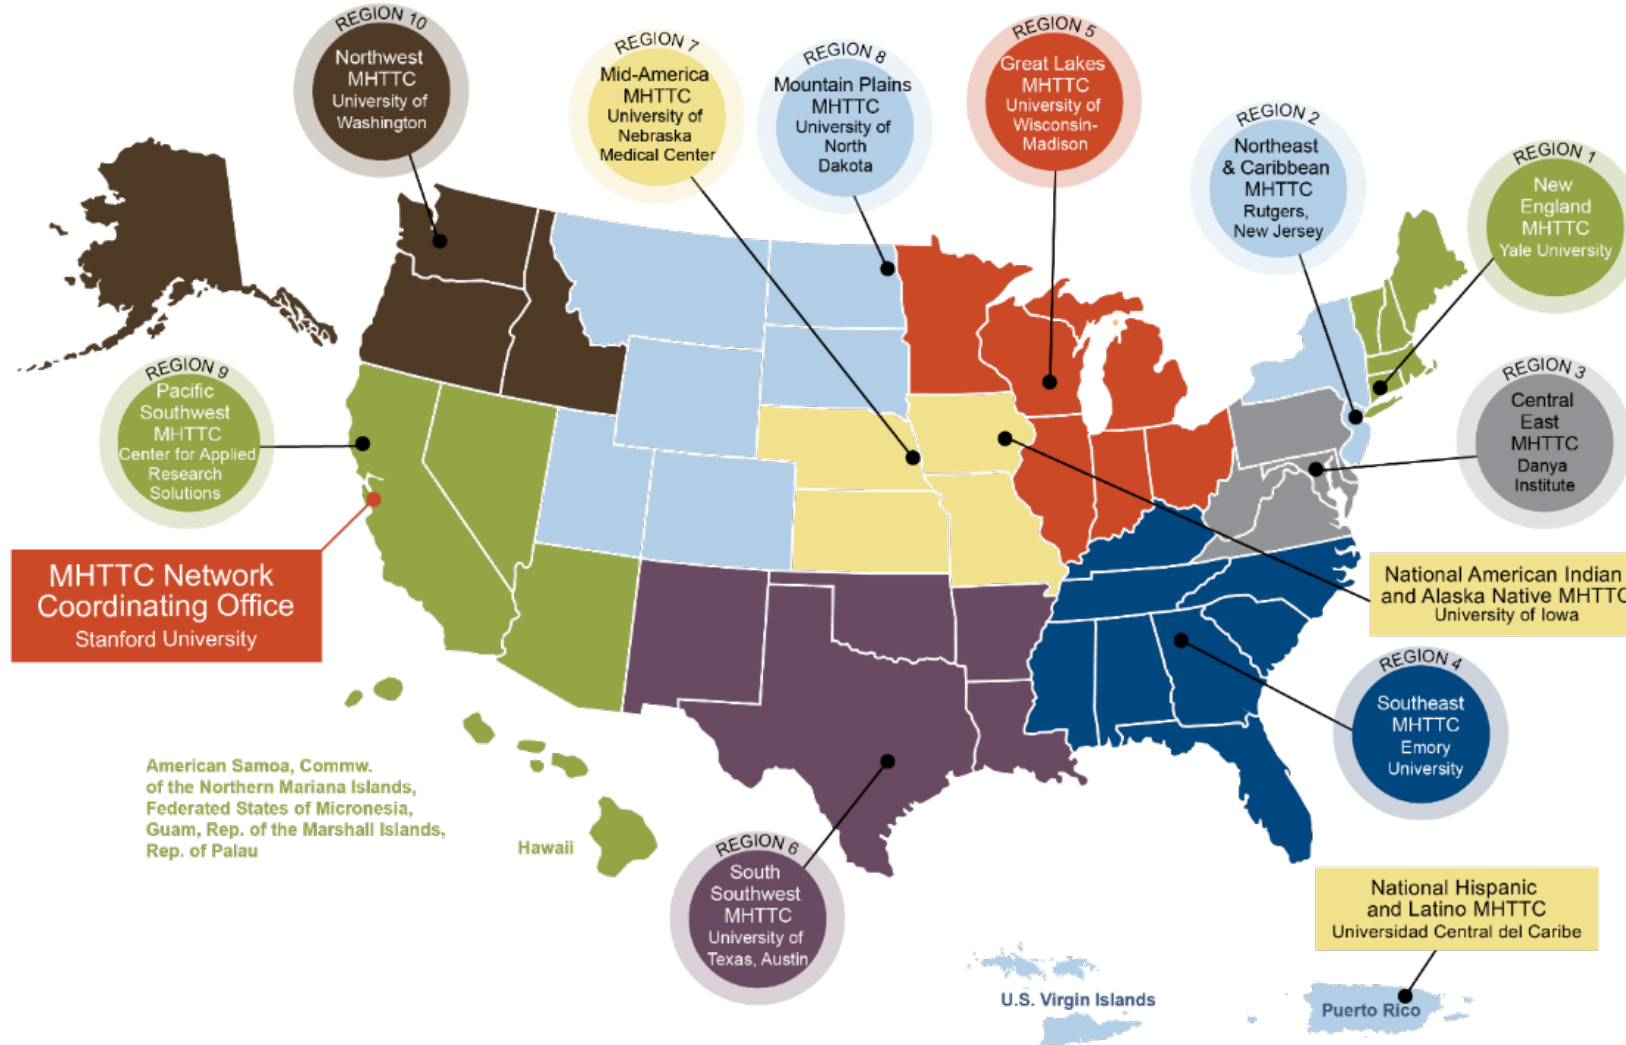 REGION 10
Northwest
MHTTC
University of
Washington
REGION 7
Mid-America
MHTTC
University of
Nebraska
Medical Center
REGION 8
Mountain Plains
MHTTC
University of
North
Dakota
REGION 5
Great Lakes
MHTTC
University of
Wisconsin-
Madison
REGION 2
Northeast
& Caribbean
MHTTC
Rutgers,
New Jersey
REGION 1
New
England
MHTTC
Yale University
REGION 9
Pacific
Southwest
MHTTC
Center for Applied
Research
Solutions
REGION 3
Central
East
MHTTC
Danya
Institute
MHTTC Network
Coordinating Office
Stanford University
National American Indian
and Alaska Native MHTTC
University of Iowa
REGION 4
Southeast
MHTTC
Emory
University
American Samoa, Commw.
of the Northern Mariana Islands,
Federated States of Micronesia,
Guam, Rep. of the Marshall Islands,
Rep. of Palau
Hawaii
REGION 6
South
Southwest
MHTTC
University of
Texas, Austin
National Hispanic
and Latino MHTTC
Universidad Central del Caribe
U.S. Virgin Islands
Puerto Rico